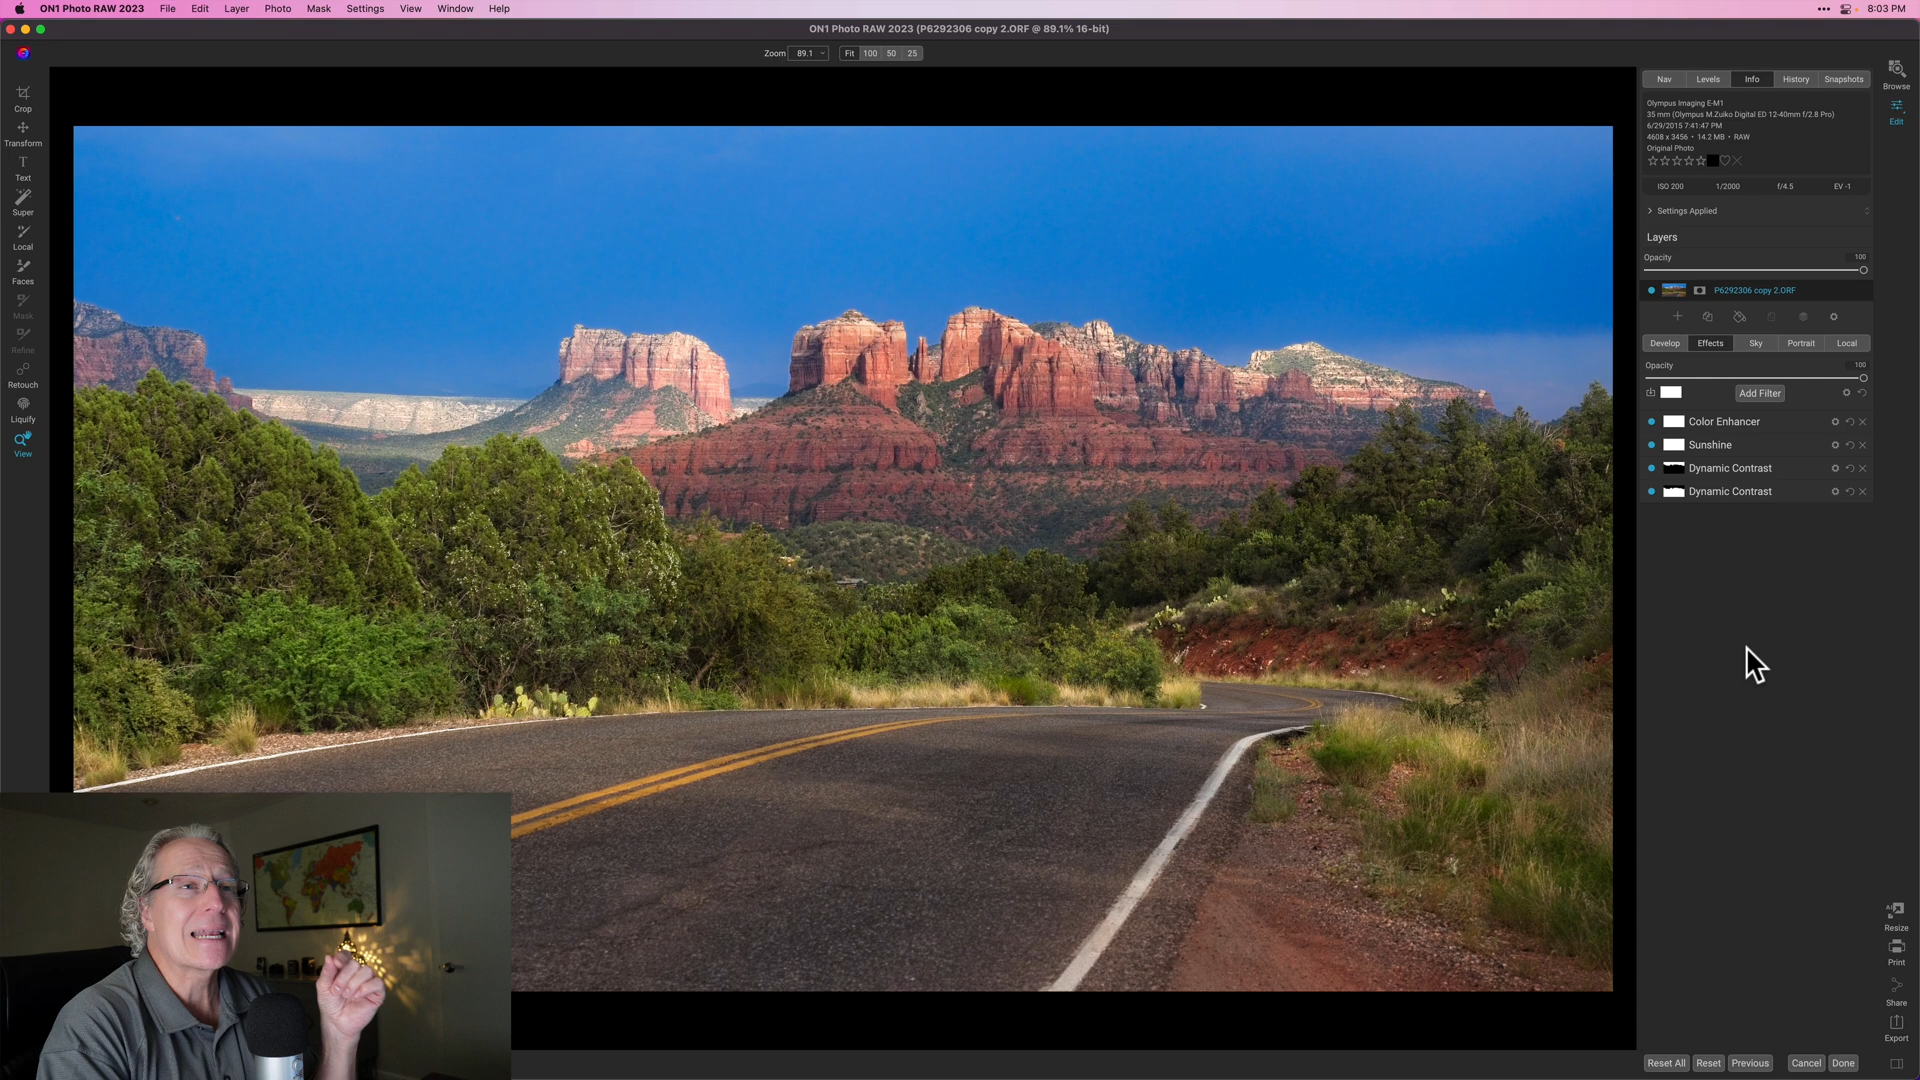 ON1 Photo RAW 2023 File Edit Layer Photo Mask Settings View Window Help 8:03 PM
ON1 Photo RAW 2023 (P6292306 copy 2.ORF @ 89.1% 16-bit)
Zoom 89.1 Fit 100 50 25
Crop
Transform
Text
Super
Local
Faces
Mask
Refine
Retouch
Liquify
View
Nav Levels Info History Snapshots
Olympus Imaging E-M1
35 mm (Olympus M.Zuiko Digital ED 12-40mm f/2.8 Pro)
6/29/2015 7:41:47 PM
4608 x 3456 • 14.2 MB • RAW
Original Photo
ISO 200 1/2000 f/4.5 EV -1
Settings Applied
Layers
Opacity 100
P6292306 copy 2.ORF
Develop Effects Sky Portrait Local
Opacity 100
Add Filter
Color Enhancer
Sunshine
Dynamic Contrast
Dynamic Contrast
Browse
Edit
AI
Resize
Print
Share
Export
Reset All Reset Previous Cancel Done